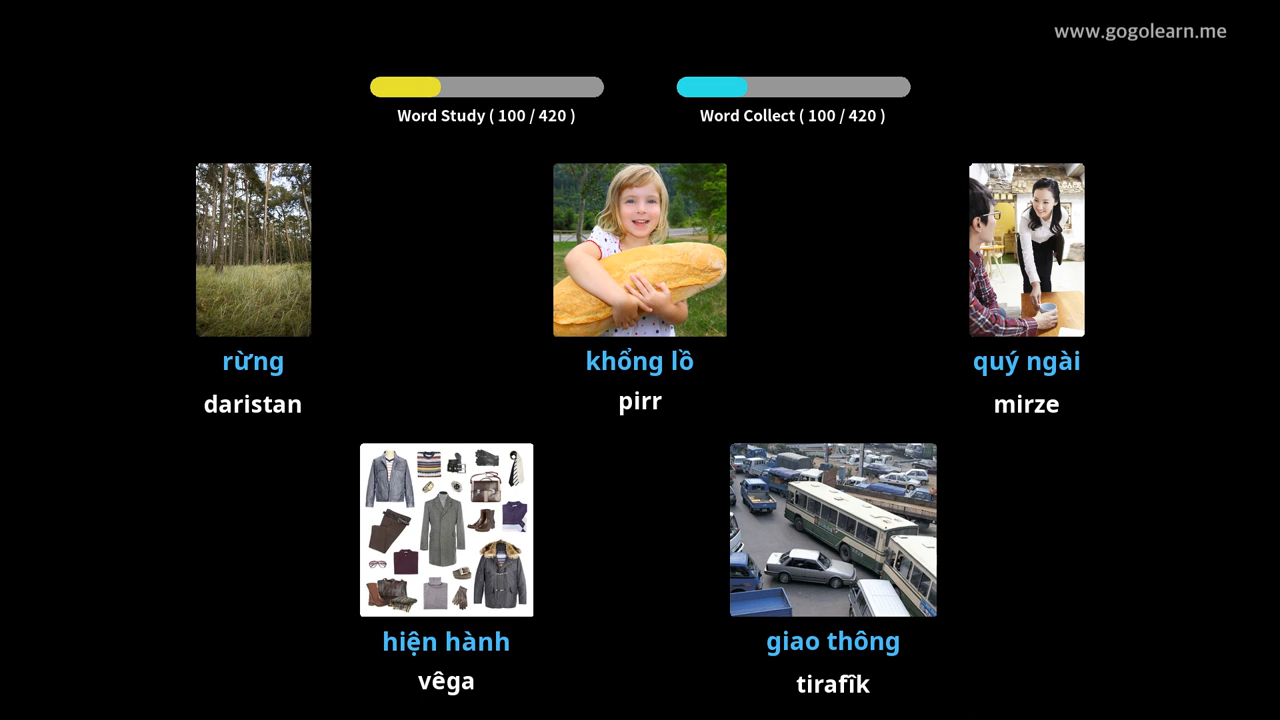 www.gogolearn.me
Word Study ( 100 / 420 )
Word Collect ( 100 / 420 )
rừng
daristan
khổng lồ
pirr
quý ngài
mirze
hiện hành
vêga
giao thông
tirafîk